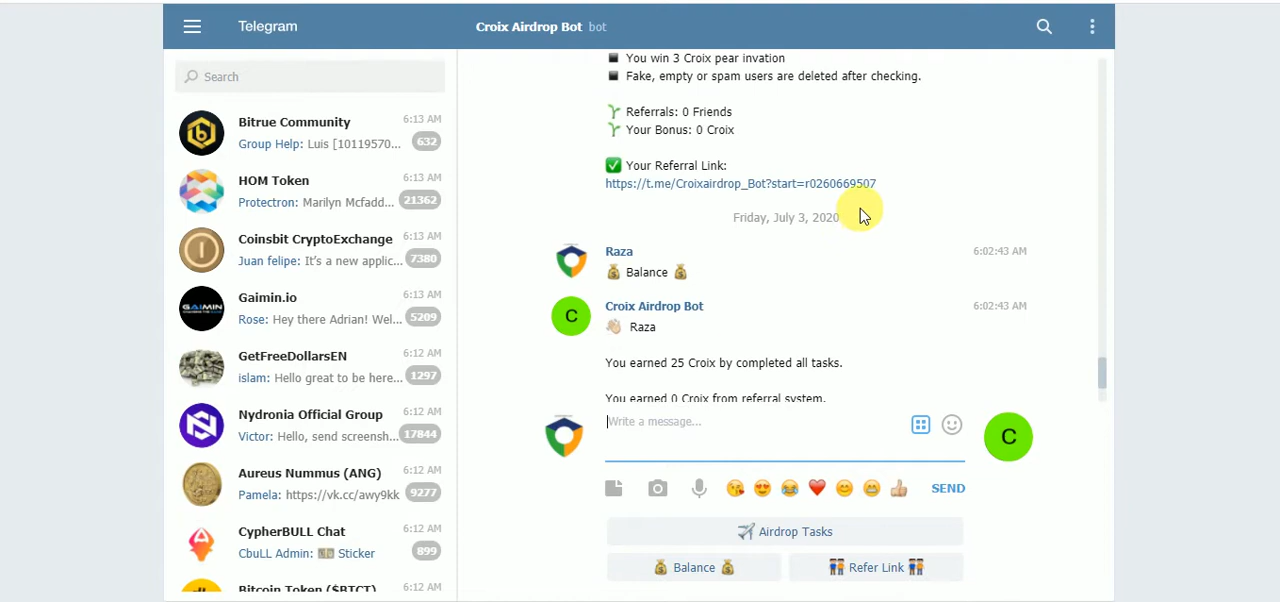 Telegram
Croix Airdrop Bot bot
Search
Bitrue Community 6:13 AM
Group Help: Luis [10119570... 632
HOM Token 6:13 AM
Protectron: Marilyn Mcfadd... 21362
Coinsbit CryptoExchange 6:13 AM
Juan felipe: It's a new applic... 7380
Gaimin.io 6:13 AM
Rose: Hey there Adrian! Wel... 5209
GAIMIN
GetFreeDollarsEN 6:12 AM
islam: Hello great to be here... 1297
Nydronia Official Group 6:12 AM
Victor: Hello, send screensh... 17844
Aureus Nummus (ANG) 6:12 AM
Pamela: https://vk.cc/awy9kk 9277
CypherBULL Chat 6:12 AM
CbuLL Admin: Sticker 899
Bitcoin Token ($BTCT) 6:12 AM
You win 3 Croix pear invation
Fake, empty or spam users are deleted after checking.
Referrals: 0 Friends
Your Bonus: 0 Croix
Your Referral Link:
https://t.me/Croixairdrop_Bot?start=r0260669507
Friday, July 3, 2020
Raza 6:02:43 AM
Balance
Croix Airdrop Bot 6:02:43 AM
C
Raza
You earned 25 Croix by completed all tasks.
You earned 0 Croix from referral system.
Write a message...
C
SEND
Airdrop Tasks
Balance
Refer Link